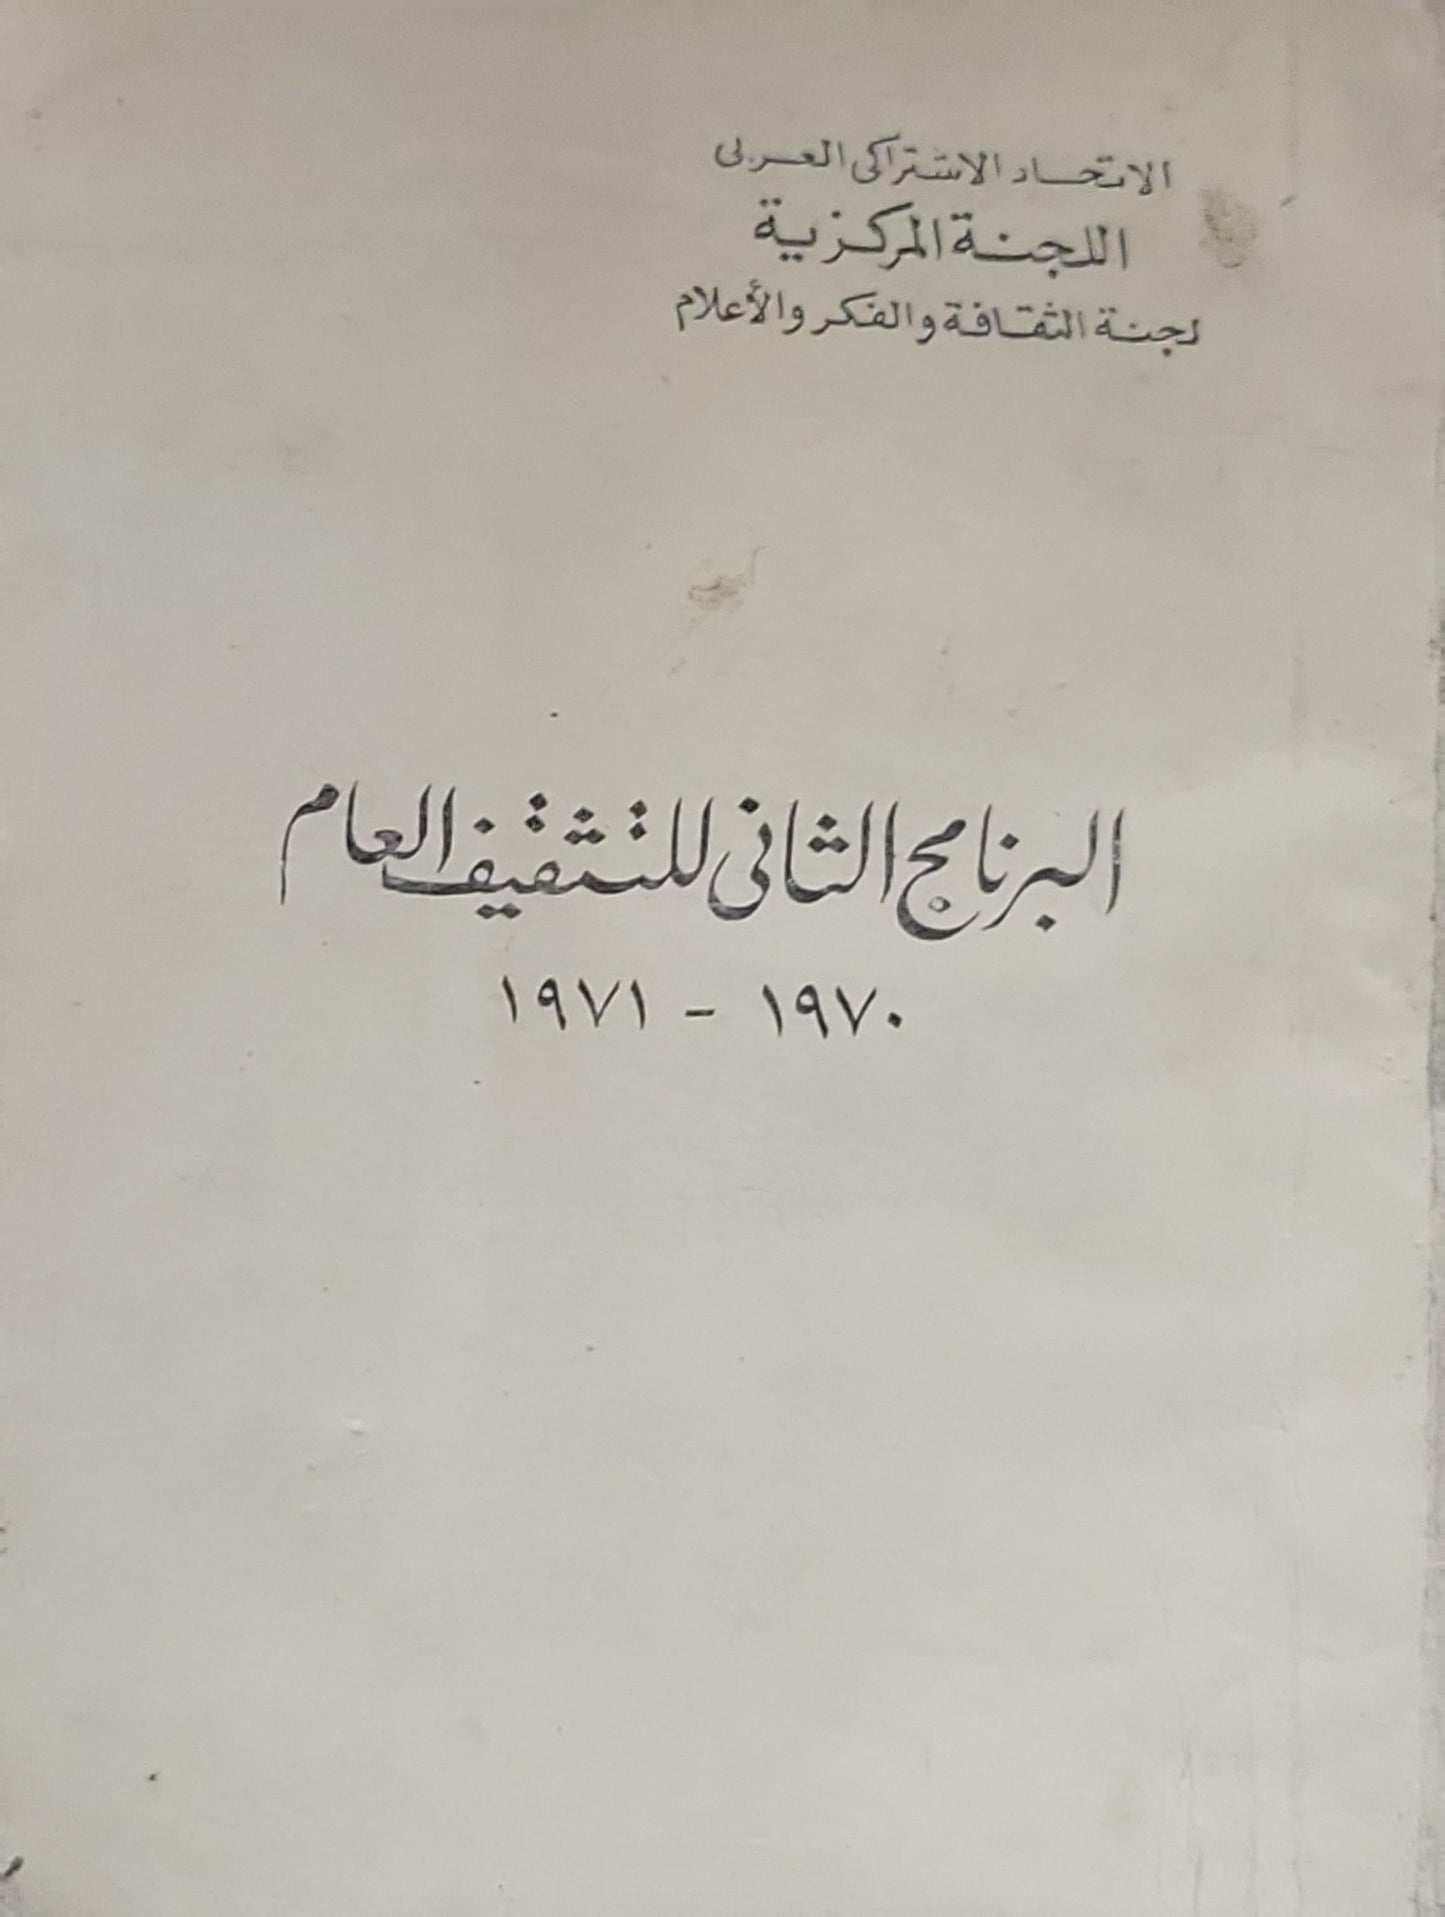 الاتحاد الاشتراكى العربى
اللجنة المركزية
لجنة الثقافة والفكر والأعلام
البرنامج الثانى للتثقيف العام
١٩٧١ - ١٩٧٠